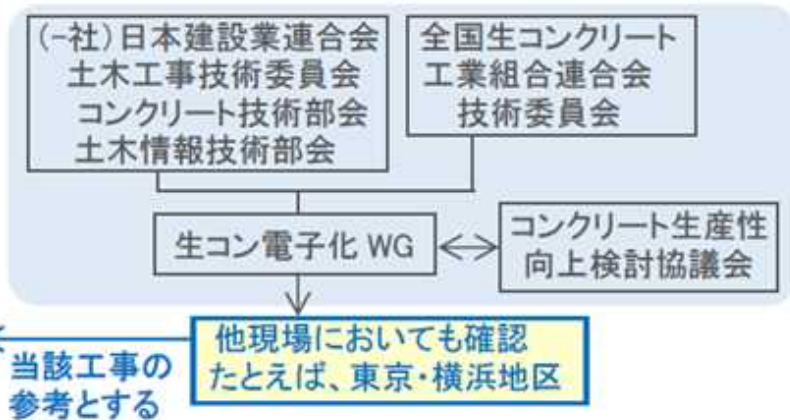 (-社)日本建設業連合会
土木工事技術委員会
コンクリート技術部会
土木情報技術部会
全国生コンクリート
工業組合連合会
技術委員会
生コン電子化 WG
コンクリート生産性
向上検討協議会
他現場においても確認
たとえば、東京・横浜地区
当該工事の
参考とする